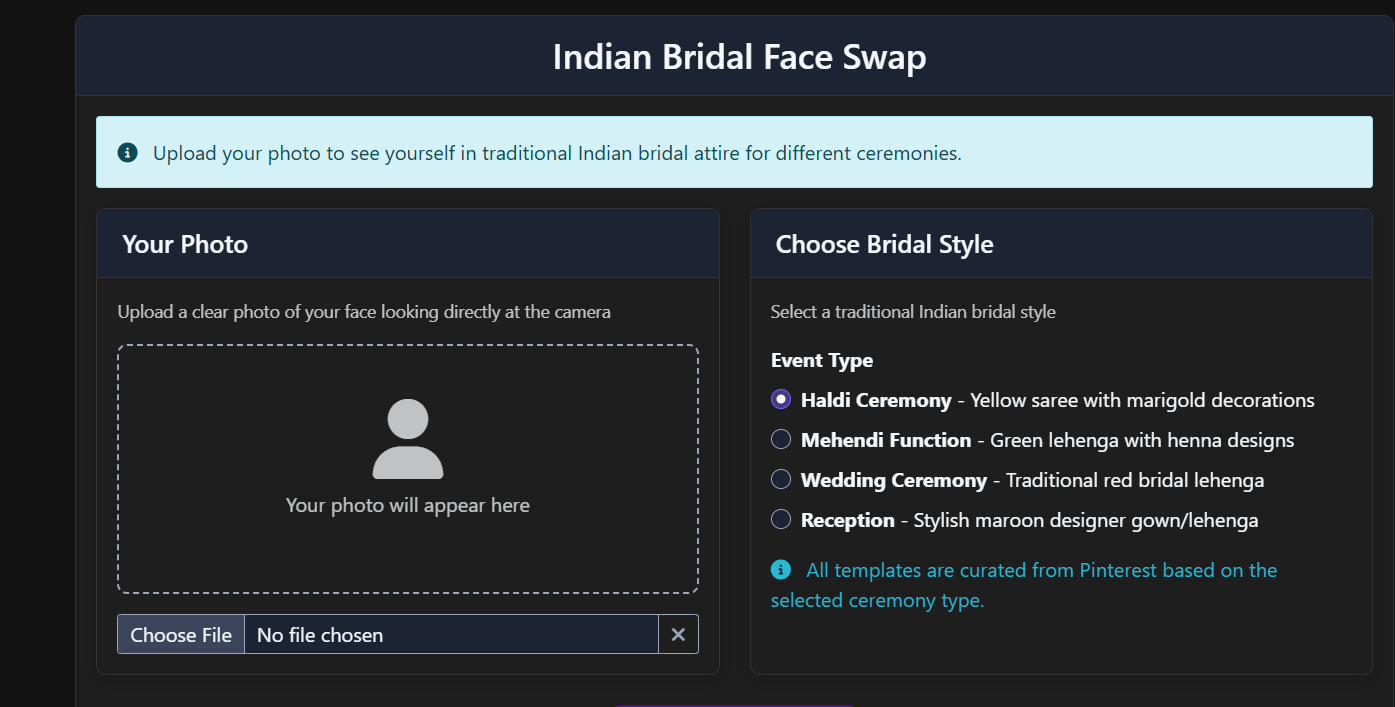 Indian Bridal Face Swap
Upload your photo to see yourself in traditional Indian bridal attire for different ceremonies.
Your Photo
Upload a clear photo of your face looking directly at the camera
Your photo will appear here
Choose File No file chosen
Choose Bridal Style
Select a traditional Indian bridal style
Event Type
Haldi Ceremony - Yellow saree with marigold decorations
Mehendi Function - Green lehenga with henna designs
Wedding Ceremony - Traditional red bridal lehenga
Reception - Stylish maroon designer gown/lehenga
All templates are curated from Pinterest based on the
selected ceremony type.